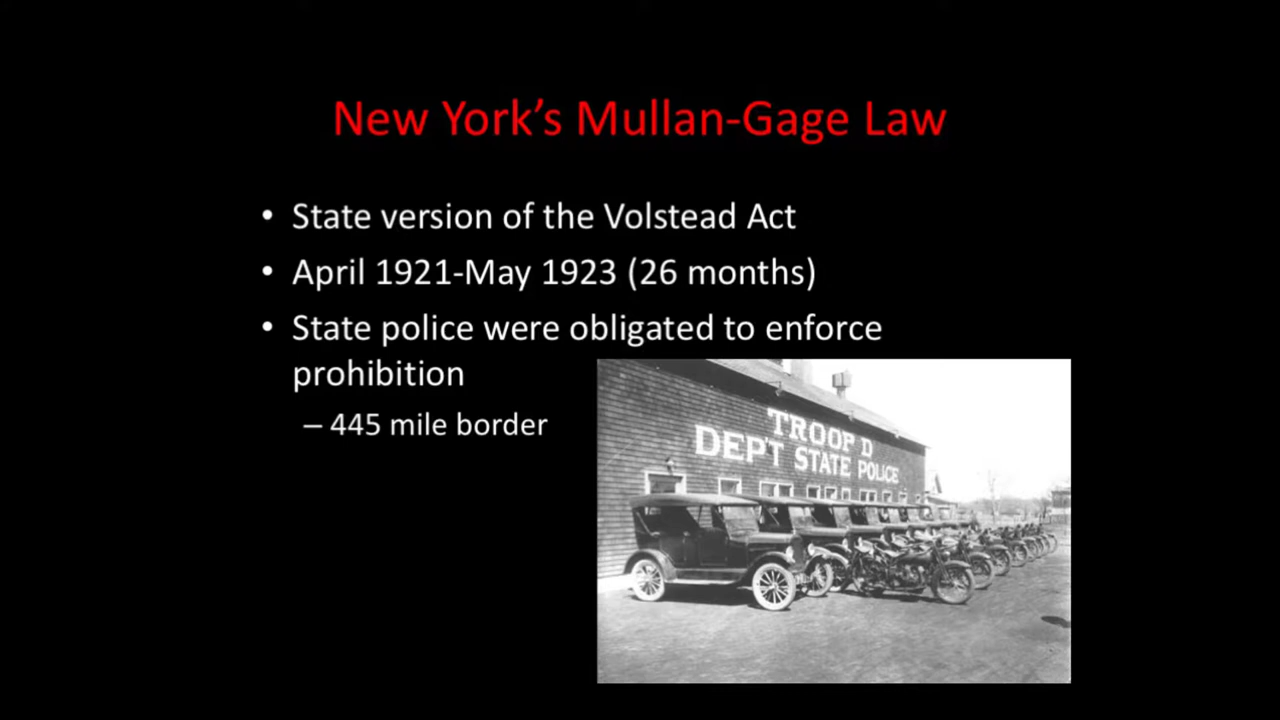 New York’s Mullan-Gage Law
• State version of the Volstead Act
• April 1921-May 1923 (26 months)
• State police were obligated to enforce
prohibition
– 445 mile border
TROOP D
DEP'T STATE POLICE